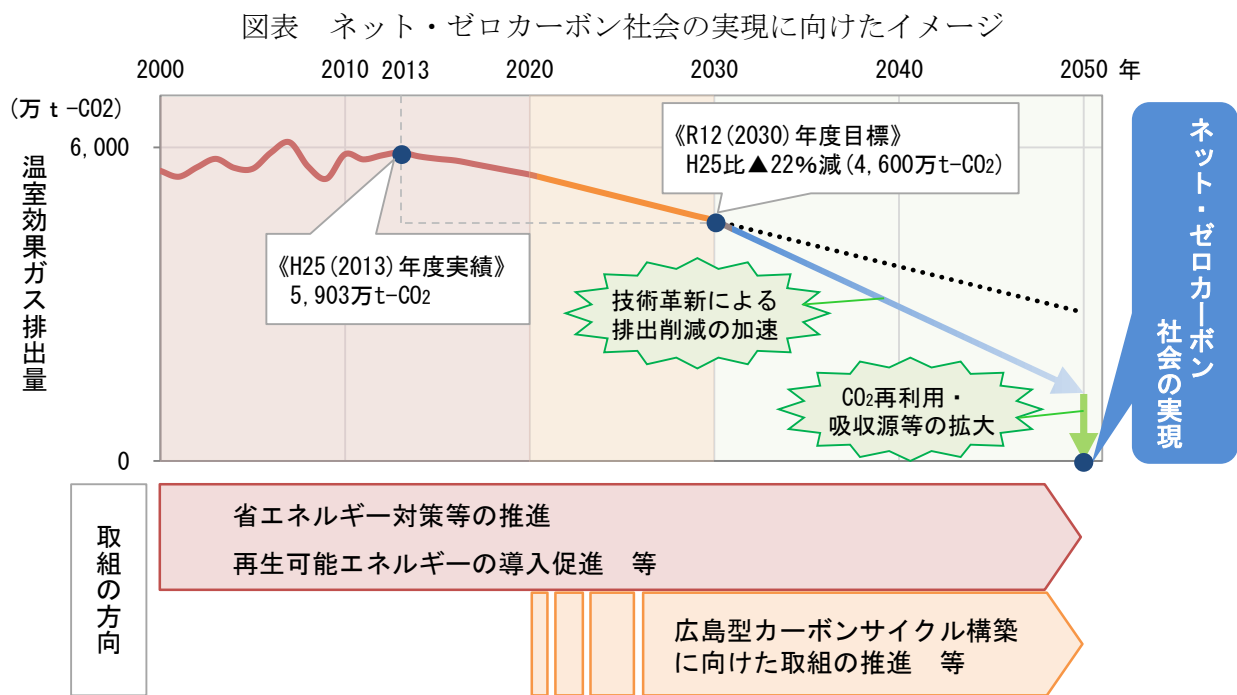 図表　ネット・ゼロカーボン社会の実現に向けたイメージ
2000 2010 2013 2020 2030 2040 2050 年
(万ｔ-CO2)
6,000
0
温室効果ガス排出量
《H25(2013)年度実績》
5,903万t-CO₂
《R12(2030)年度目標》
H25比▲22%減(4,600万t-CO₂)
技術革新による
排出削減の加速
CO₂再利用・
吸収源等の拡大
ネット・ゼロカーボン
社会の実現
取組の方向
省エネルギー対策等の推進
再生可能エネルギーの導入促進　等
広島型カーボンサイクル構築
に向けた取組の推進　等